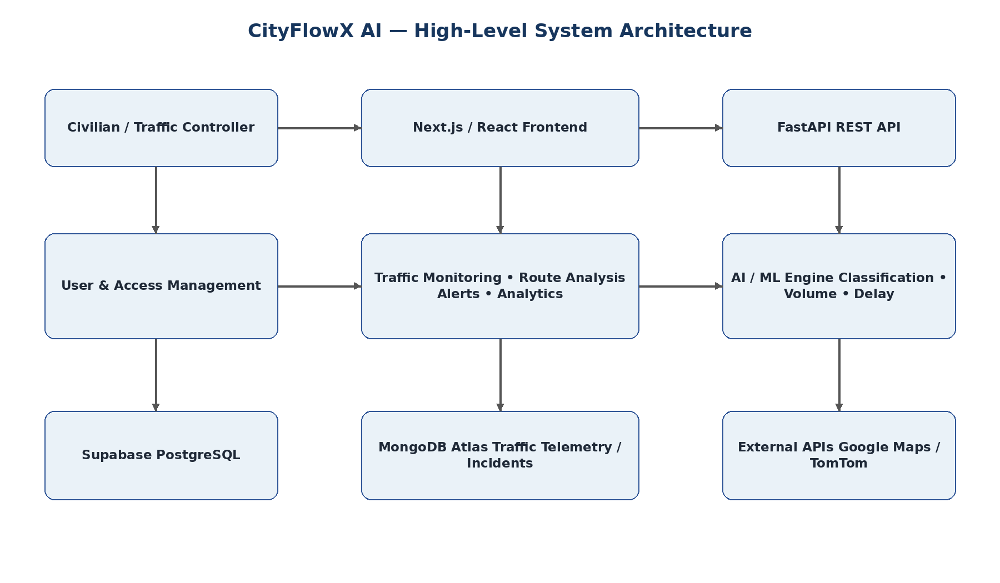 CityFlowX AI — High-Level System Architecture
Civilian / Traffic Controller
Next.js / React Frontend
FastAPI REST API
User & Access Management
Traffic Monitoring • Route Analysis
Alerts • Analytics
AI / ML Engine Classification •
Volume • Delay
Supabase PostgreSQL
MongoDB Atlas Traffic Telemetry /
Incidents
External APIs Google Maps /
TomTom